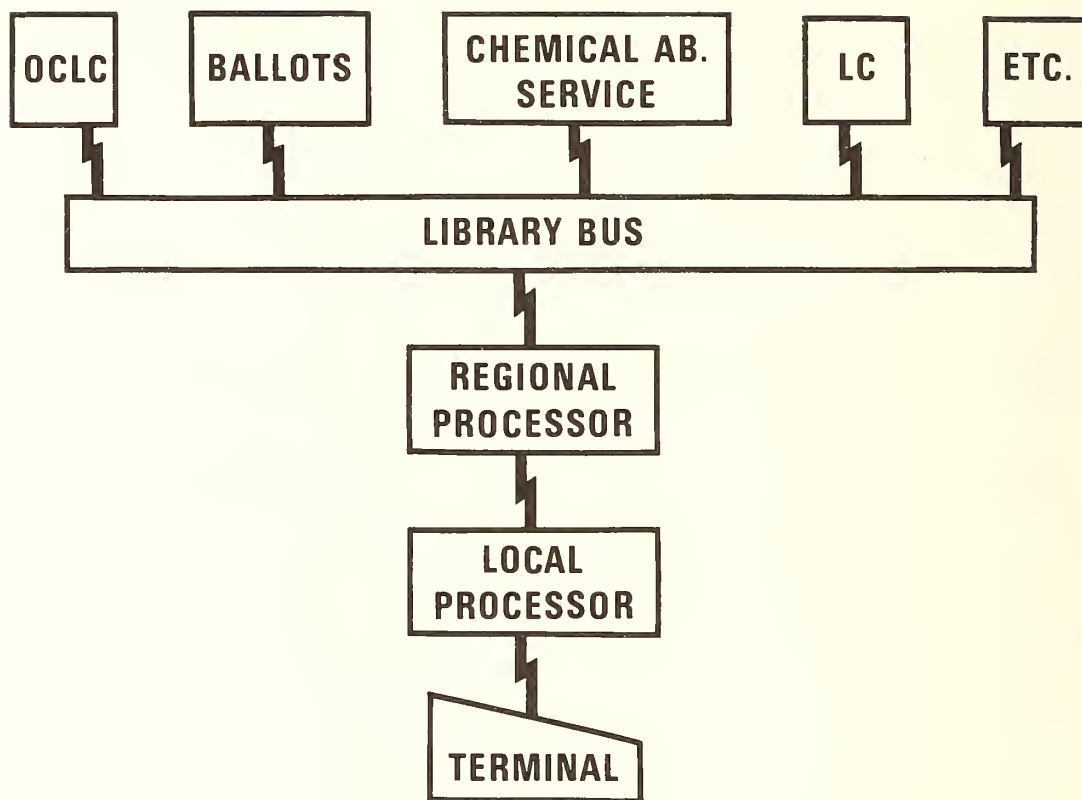 OCLC
BALLOTS
CHEMICAL AB.
SERVICE
LC
ETC.
LIBRARY BUS
REGIONAL
PROCESSOR
LOCAL
PROCESSOR
TERMINAL